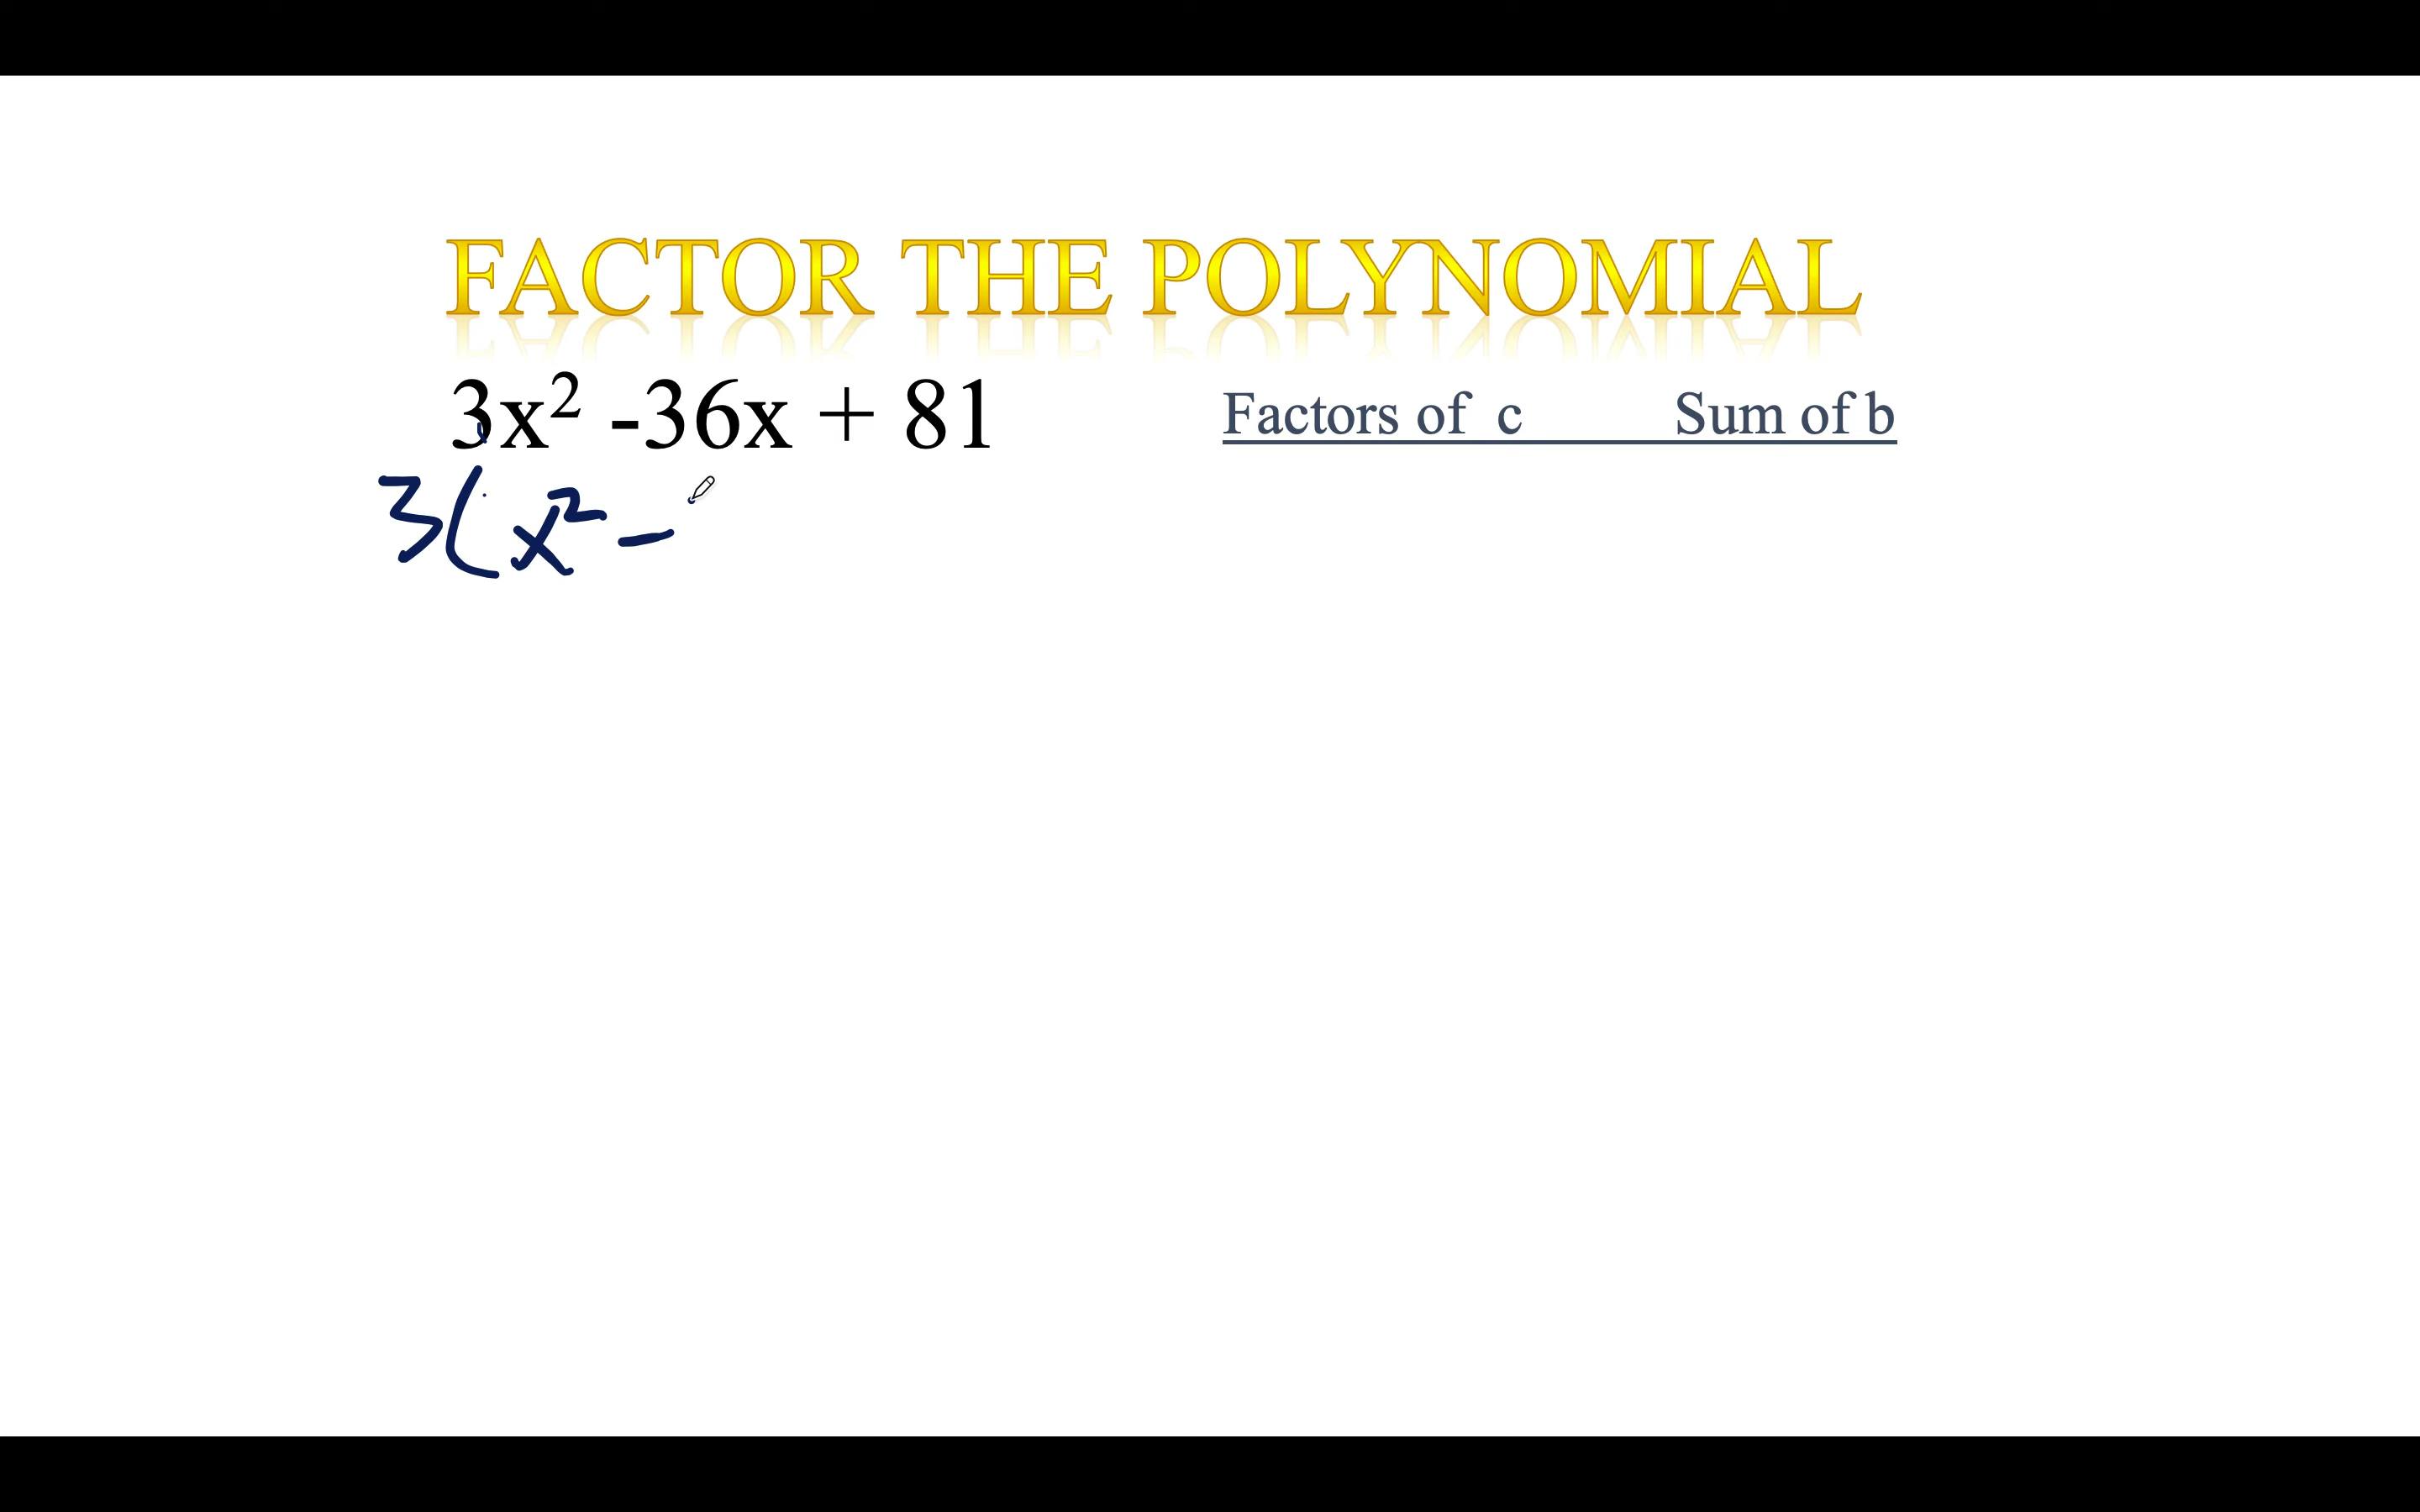 FACTOR THE POLYNOMIAL
3x² -36x + 81
Factors of c Sum of b
3( x² -